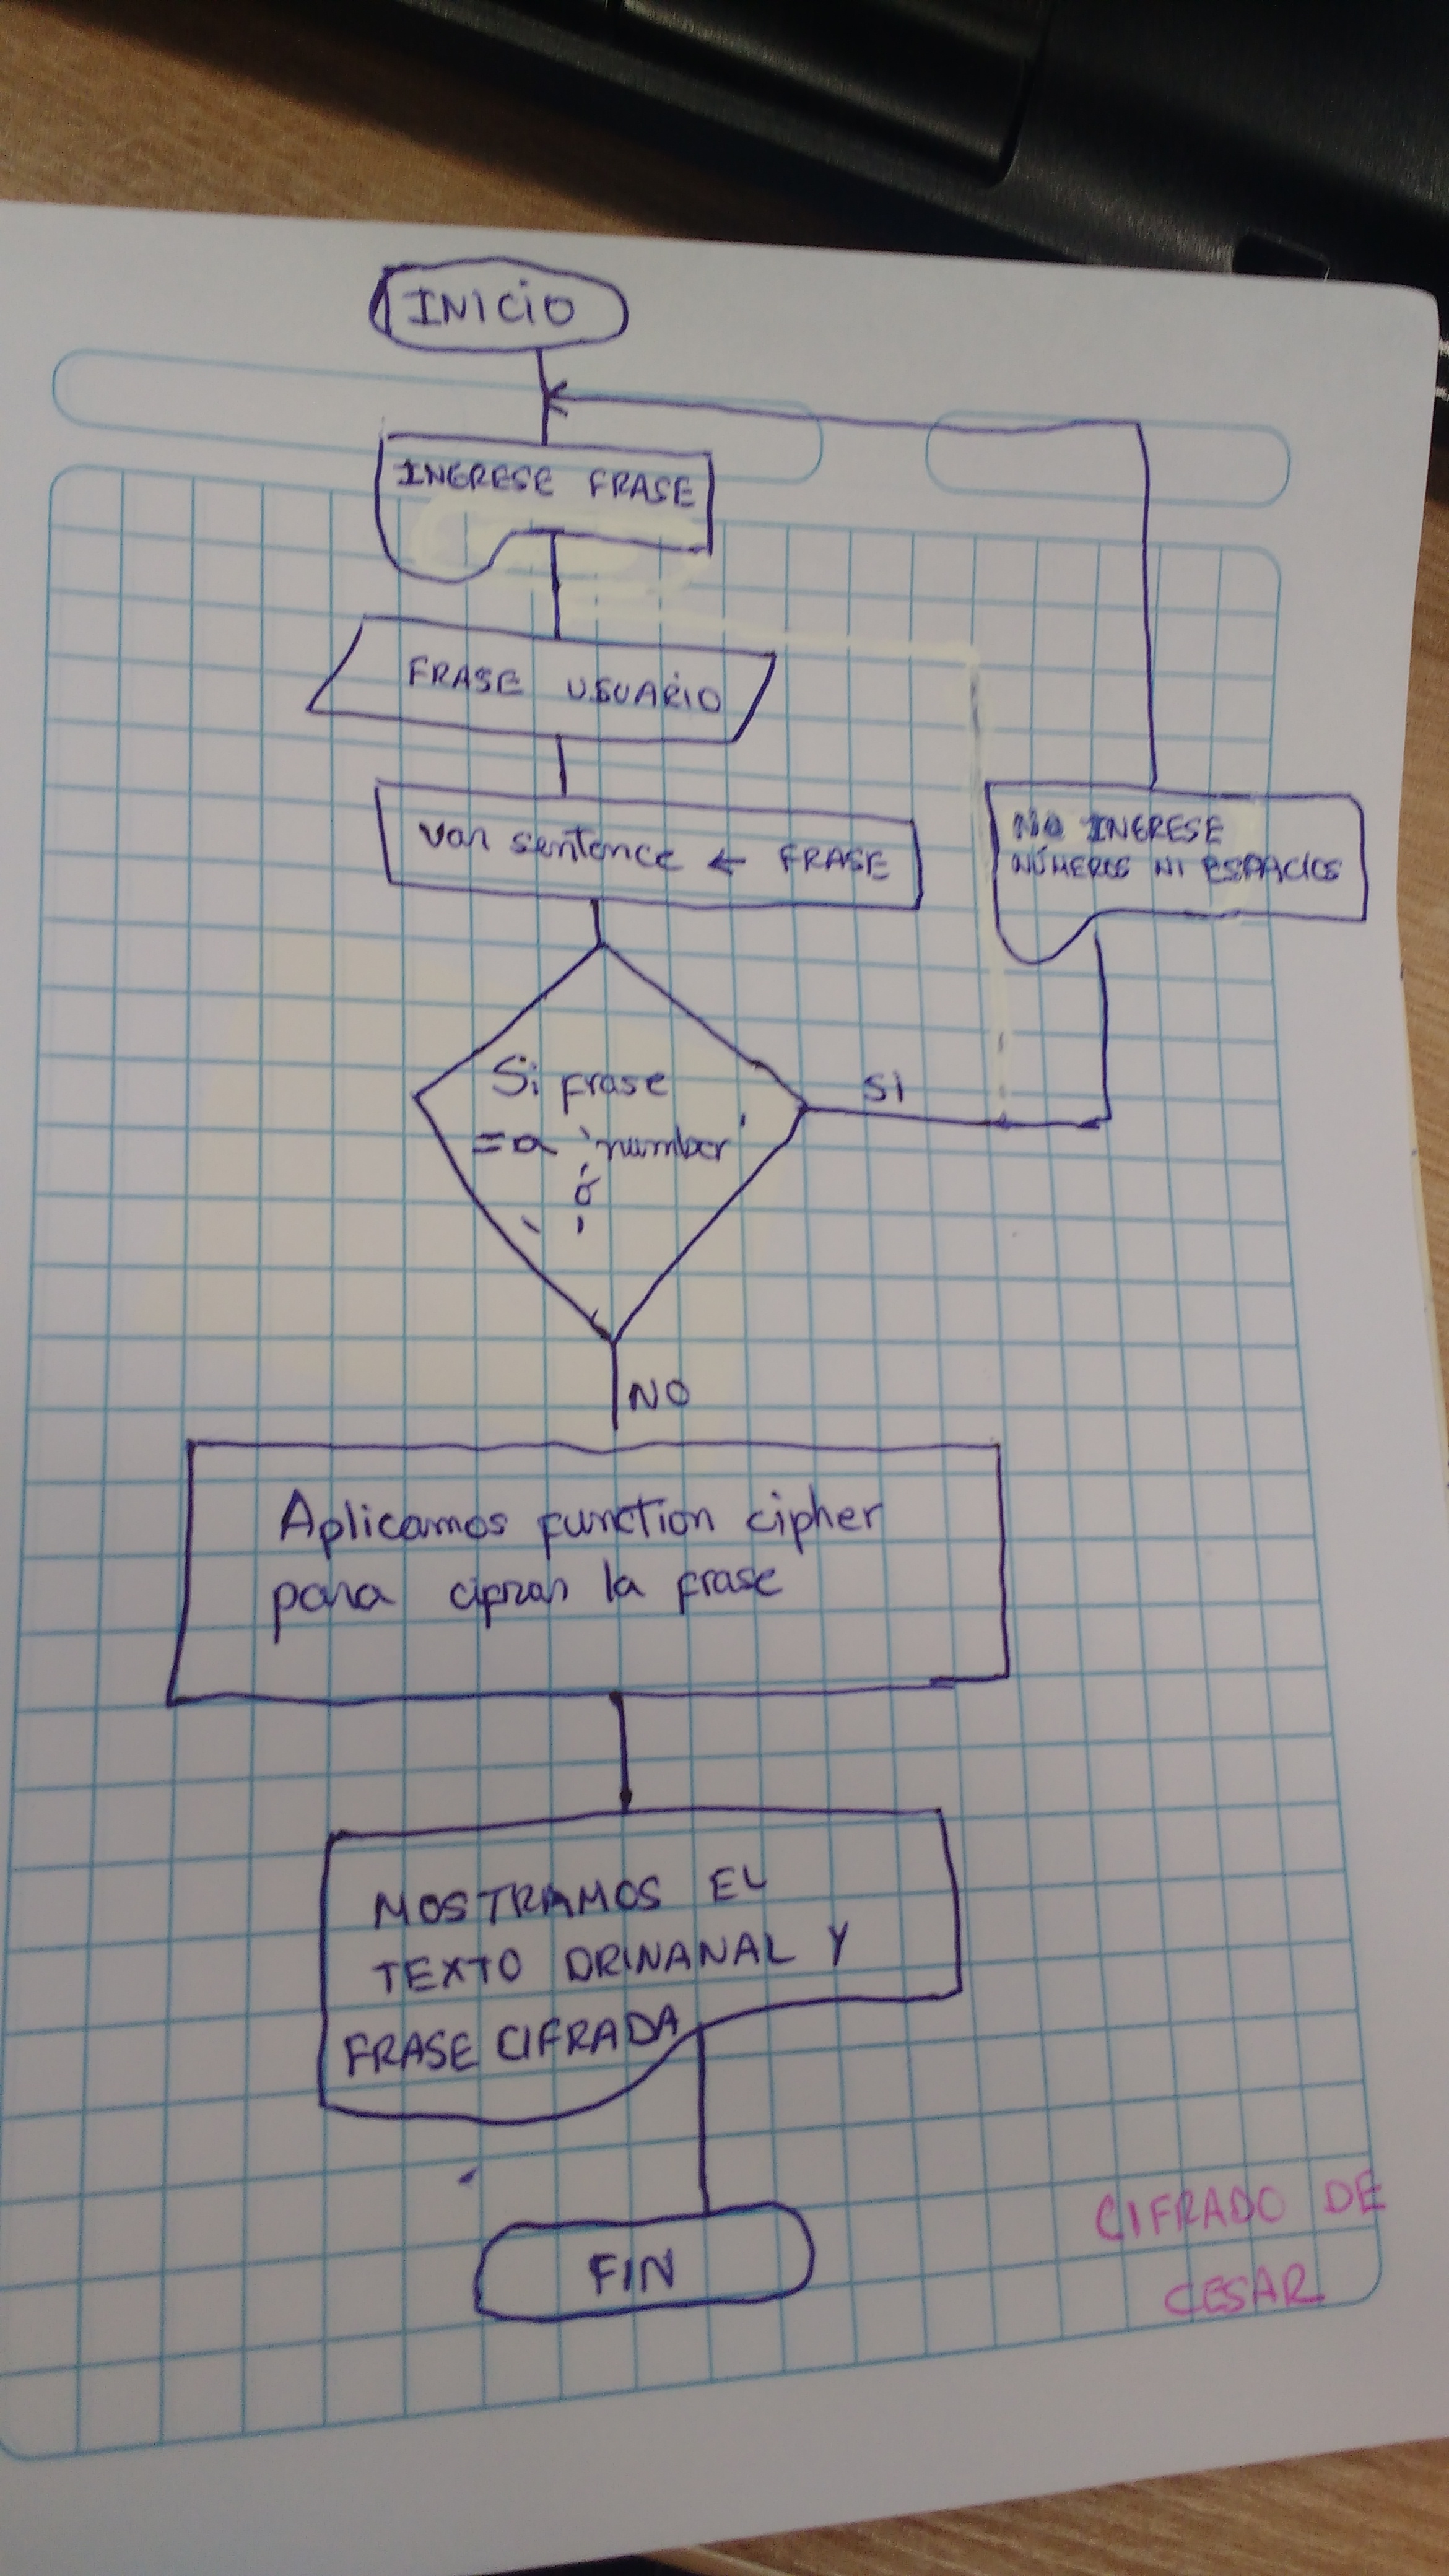 INICIO
INGRESE FRASE
FRASE USUARIO
var sentence ← FRASE
NO INGRESE
NÚMEROS NI ESPACIOS
Si frase
= a 'number'
ó
' '
SI
NO
Aplicamos function cipher
para cifrar la frase
MOSTRAMOS EL
TEXTO ORINANAL Y
FRASE CIFRADA
FIN
CIFRADO DE
CESAR